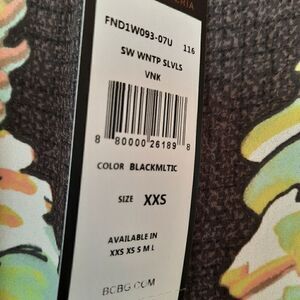 FND1W093-07U 116
SW WNTP SLVLS
VNK
8 80000 26189 8
COLOR BLACKMLTIC
SIZE XXS
AVAILABLE IN
XXS XS S M L
BCBG.COM